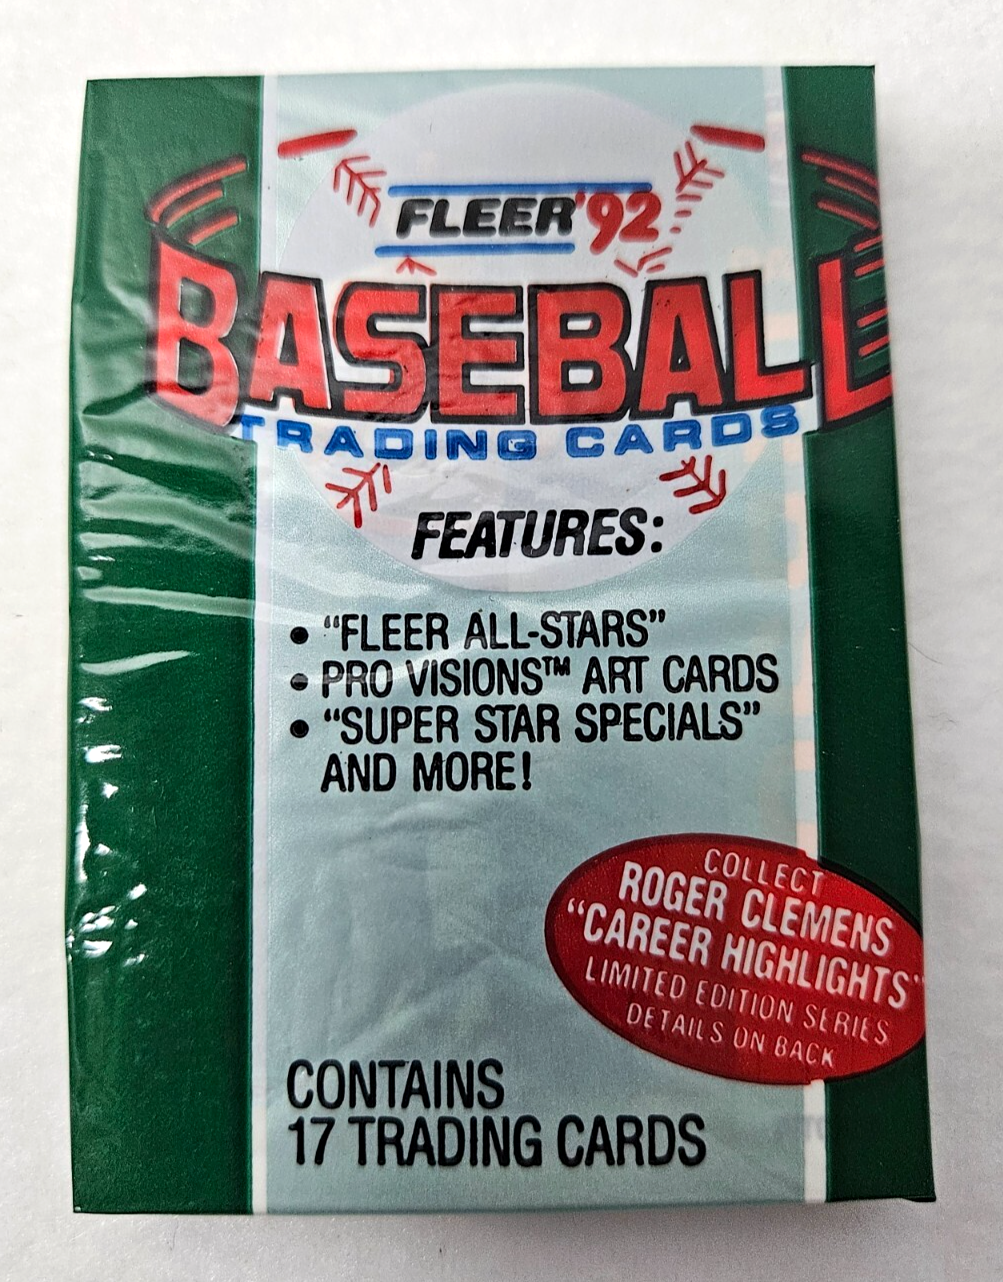 FLEER '92
BASEBALL
TRADING CARDS
FEATURES:
• "FLEER ALL-STARS"
• PRO VISIONS™ ART CARDS
• "SUPER STAR SPECIALS"
AND MORE!
COLLECT
ROGER CLEMENS
"CAREER HIGHLIGHTS"
LIMITED EDITION SERIES
DETAILS ON BACK
CONTAINS
17 TRADING CARDS